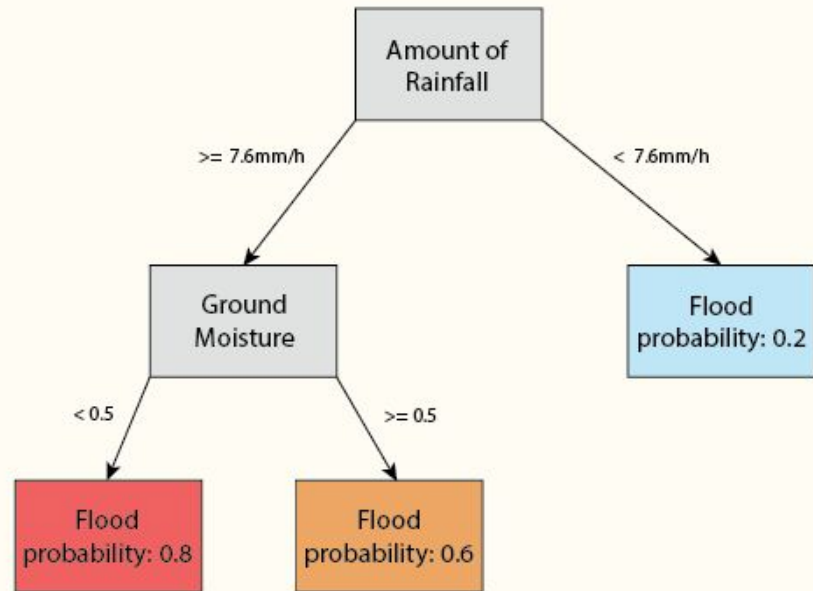 Amount of
Rainfall
>= 7.6mm/h
< 7.6mm/h
Ground
Moisture
Flood
probability: 0.2
< 0.5
>= 0.5
Flood
probability: 0.8
Flood
probability: 0.6